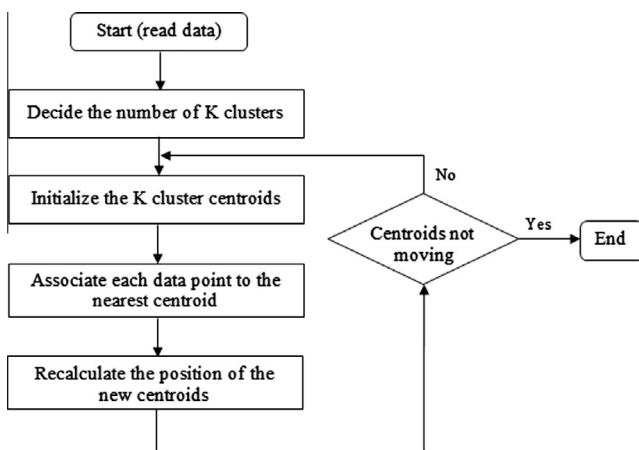 Start (read data)
Decide the number of K clusters
Initialize the K cluster centroids
Associate each data point to the
nearest centroid
Recalculate the position of the
new centroids
No
Centroids not
moving
Yes
End